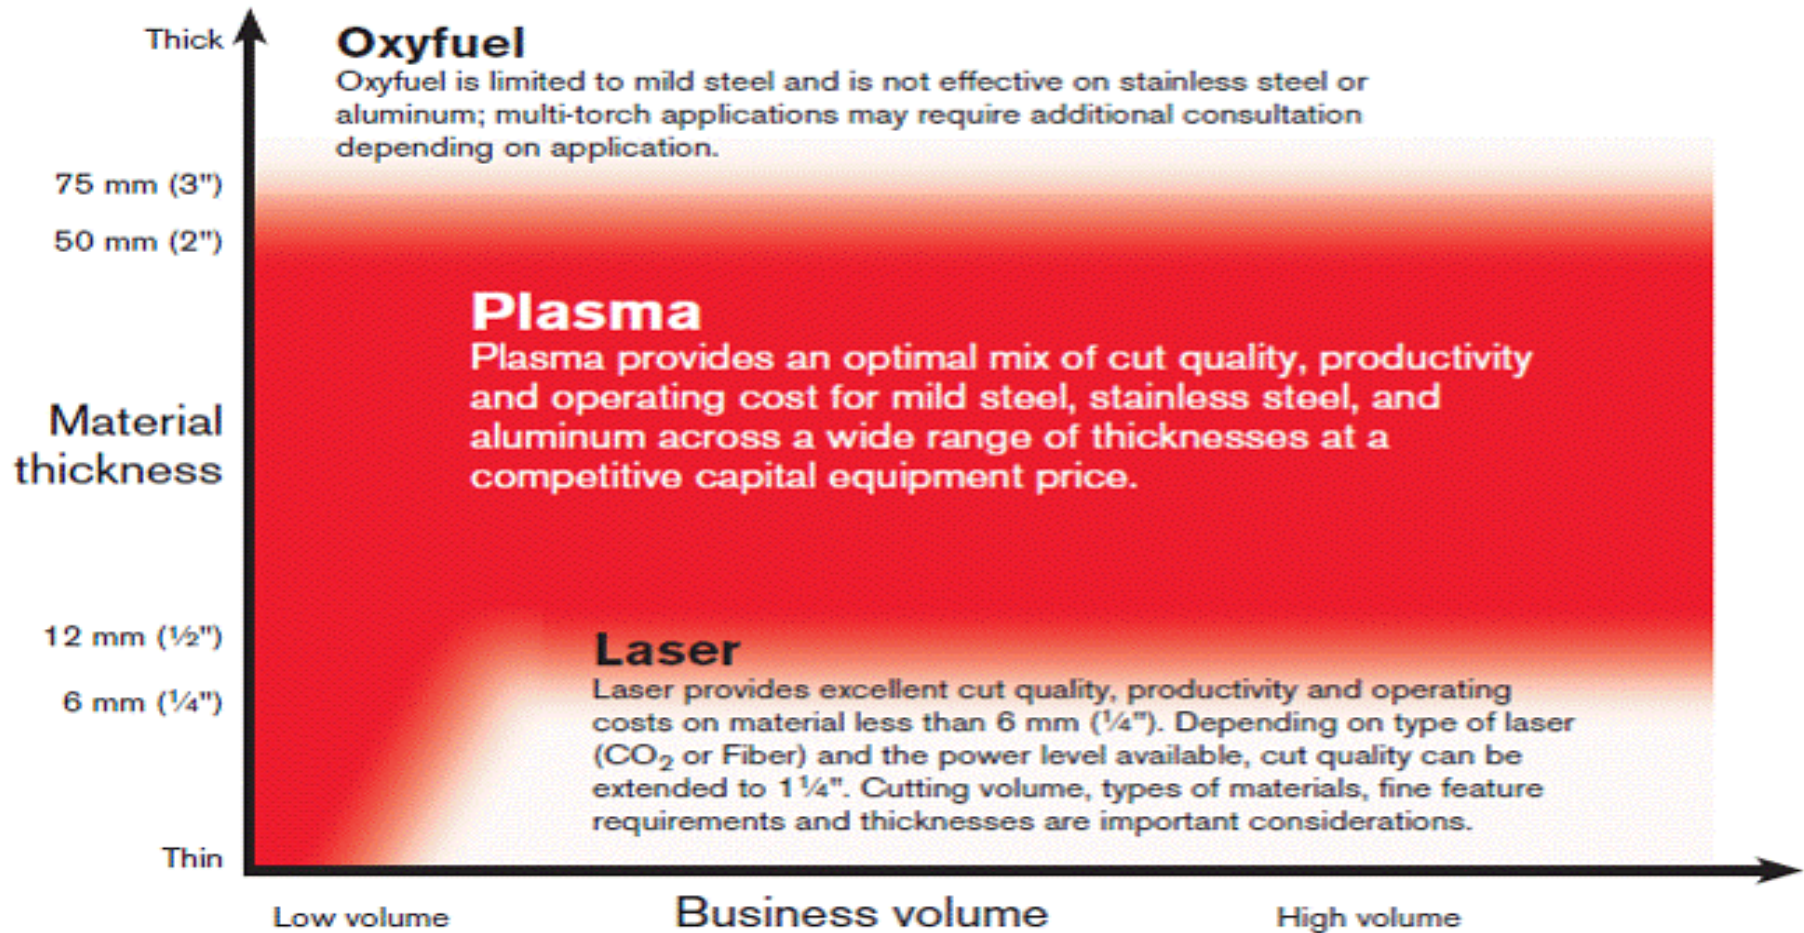 Thick
Oxyfuel
Oxyfuel is limited to mild steel and is not effective on stainless steel or
aluminum; multi-torch applications may require additional consultation
depending on application.
75 mm (3")
50 mm (2")
Plasma
Plasma provides an optimal mix of cut quality, productivity
and operating cost for mild steel, stainless steel, and
aluminum across a wide range of thicknesses at a
competitive capital equipment price.
Material
thickness
12 mm (½")
6 mm (¼")
Laser
Laser provides excellent cut quality, productivity and operating
costs on material less than 6 mm (¼"). Depending on type of laser
(CO₂ or Fiber) and the power level available, cut quality can be
extended to 1¼". Cutting volume, types of materials, fine feature
requirements and thicknesses are important considerations.
Thin
Low volume
Business volume
High volume